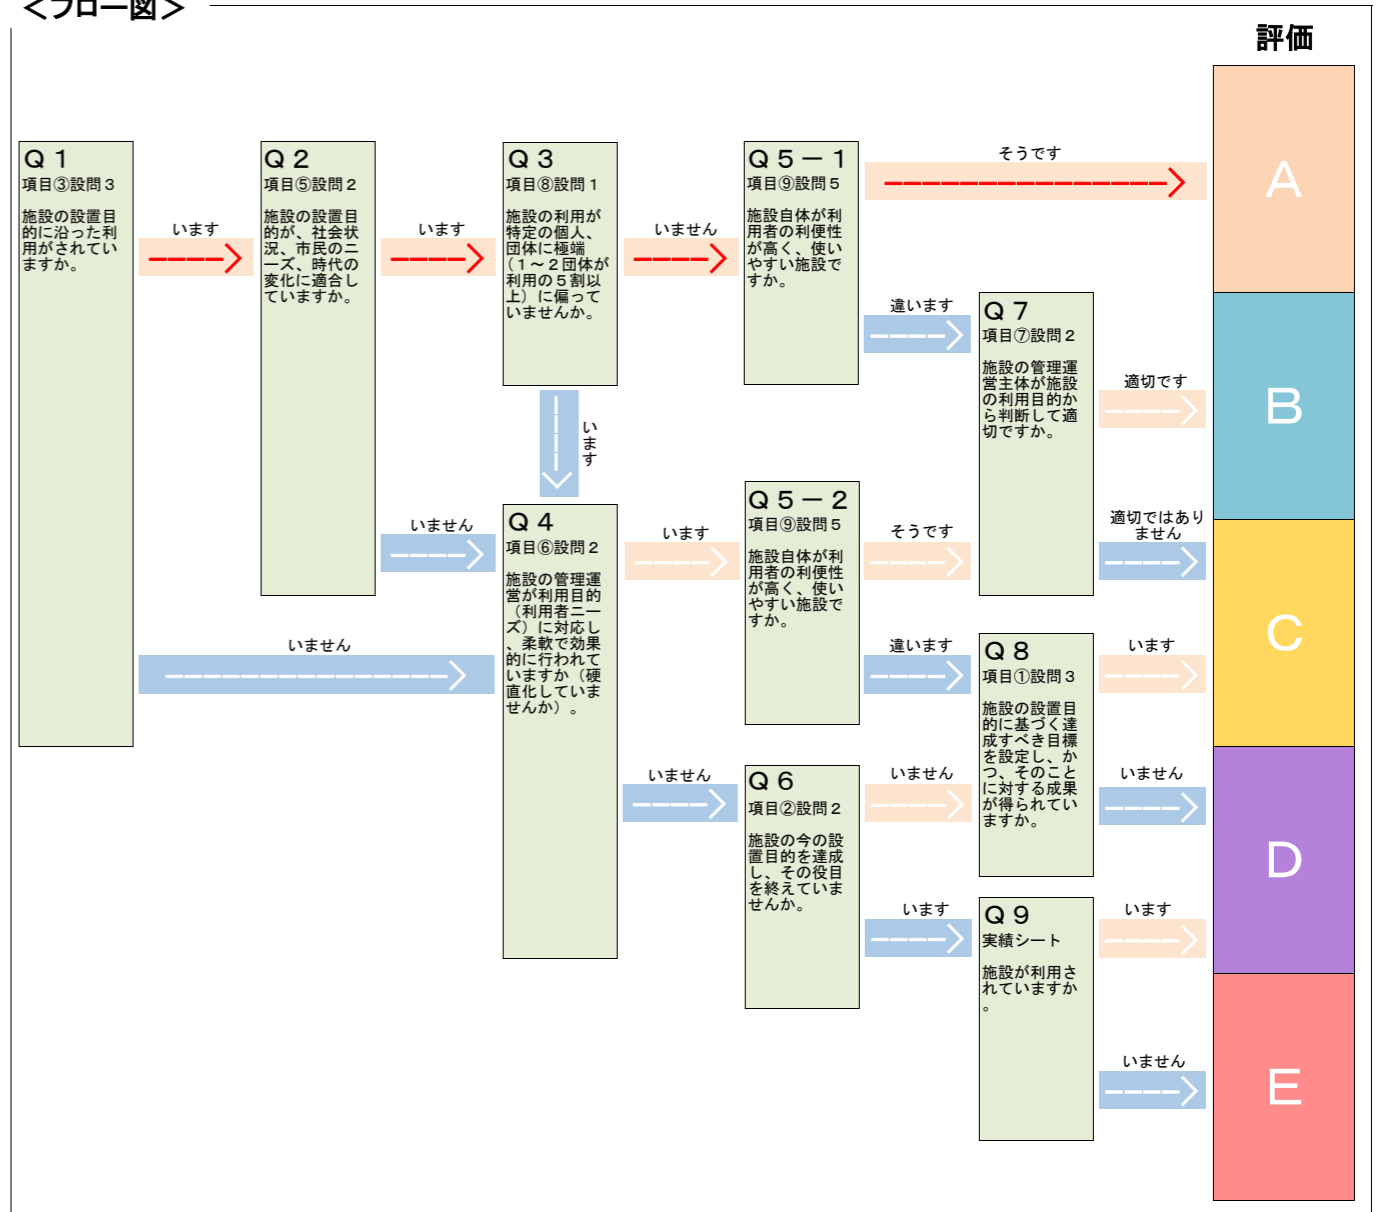 ＜フロー図＞
評価
Ｑ１
項目③設問３
施設の設置目
的に沿った利
用がされてい
ますか。
います
いません
Ｑ２
項目⑤設問２
施設の設置目
的が、社会状
況、市民のニ
ーズ、時代の
変化に適合し
ていますか。
います
いません
Ｑ３
項目⑧設問１
施設の利用が
特定の個人、
団体に極端
（１～２団体が
利用の５割以
上）に偏って
いませんか。
いません
います
Ｑ４
項目⑥設問２
施設の管理運
営が利用目的
（利用者ニー
ズ）に対応し
、柔軟で効果
的に行われて
いますか（硬
直化していま
せんか）。
います
いません
Ｑ５－１
項目⑨設問５
施設自体が利
用者の利便性
が高く、使い
やすい施設で
すか。
そうです
違います
Ｑ５－２
項目⑨設問５
施設自体が利
用者の利便性
が高く、使い
やすい施設で
すか。
そうです
違います
Ｑ６
項目②設問２
施設の今の設
置目的を達成
し、その役目
を終えていま
せんか。
いません
います
Ｑ７
項目⑦設問２
施設の管理運
営主体が施設
の利用目的か
ら判断して適
切ですか。
適切です
適切ではあり
ません
Ｑ８
項目①設問３
施設の設置目
的に基づく達
成すべき目標
を設定し、か
つ、そのこと
に対する成果
が得られてい
ますか。
います
いません
Ｑ９
実績シート
施設が利用さ
れていますか
。
います
いません
A
B
C
D
E